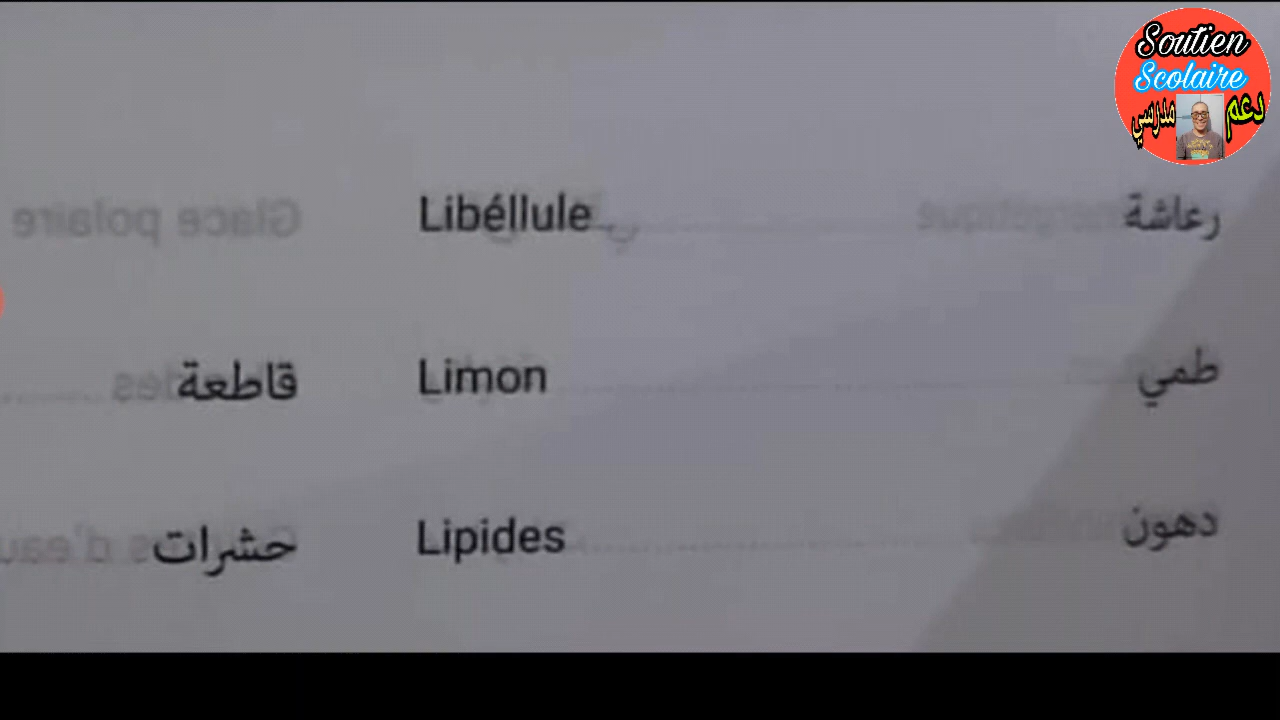 Soutien
Scolaire
دعم مدرسي
Libéllule رعاشة
قاطعة Limon طمي
حشرات Lipides دهون